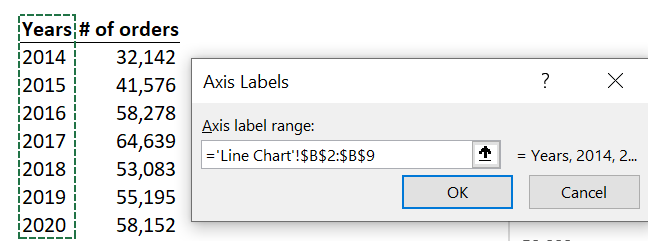 Years # of orders
2014 32,142
2015 41,576
2016 58,278
2017 64,639
2018 53,083
2019 55,195
2020 58,152
Axis Labels ? ×
Axis label range:
='Line Chart'!$B$2:$B$9 = Years, 2014, 2...
OK Cancel